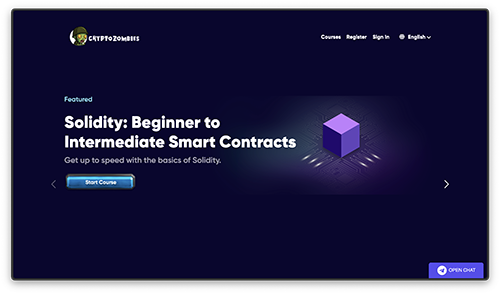 CRYPTOZOMBIES
Courses Register Sign In English
Featured
Solidity: Beginner to
Intermediate Smart Contracts
Get up to speed with the basics of Solidity.
Start Course
OPEN CHAT